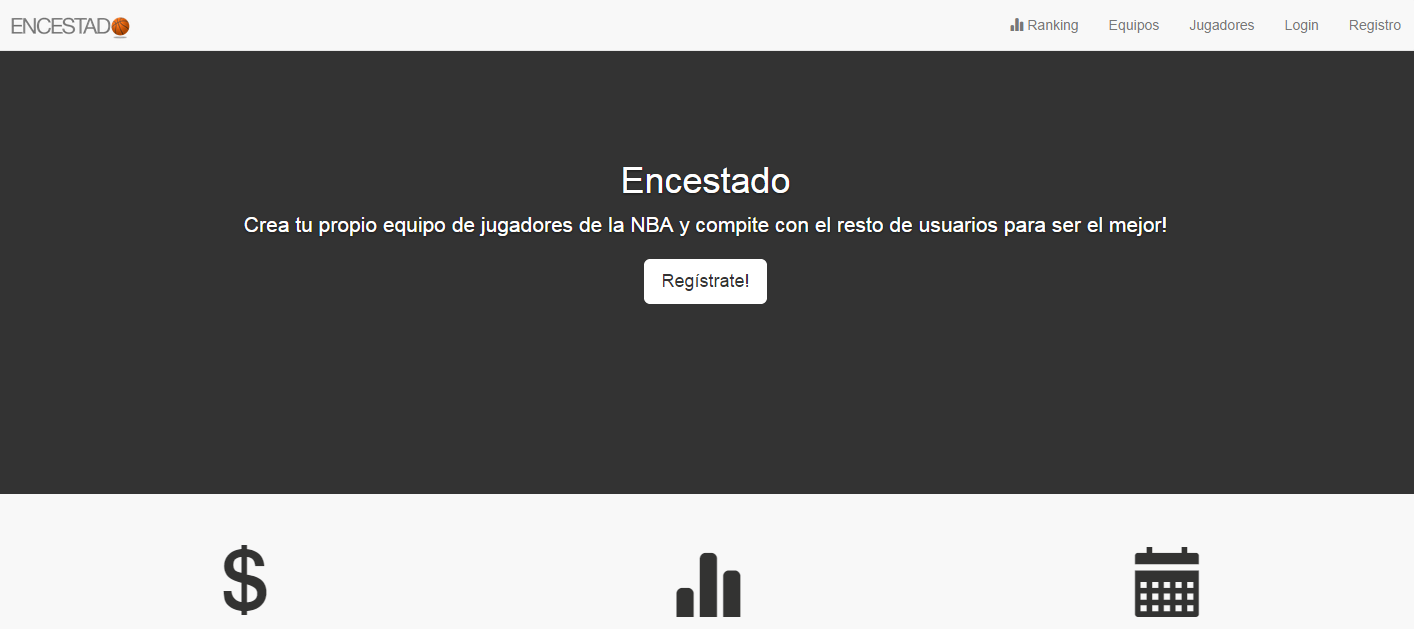 ENCESTADO
Ranking Equipos Jugadores Login Registro
Encestado
Crea tu propio equipo de jugadores de la NBA y compite con el resto de usuarios para ser el mejor!
Regístrate!
$